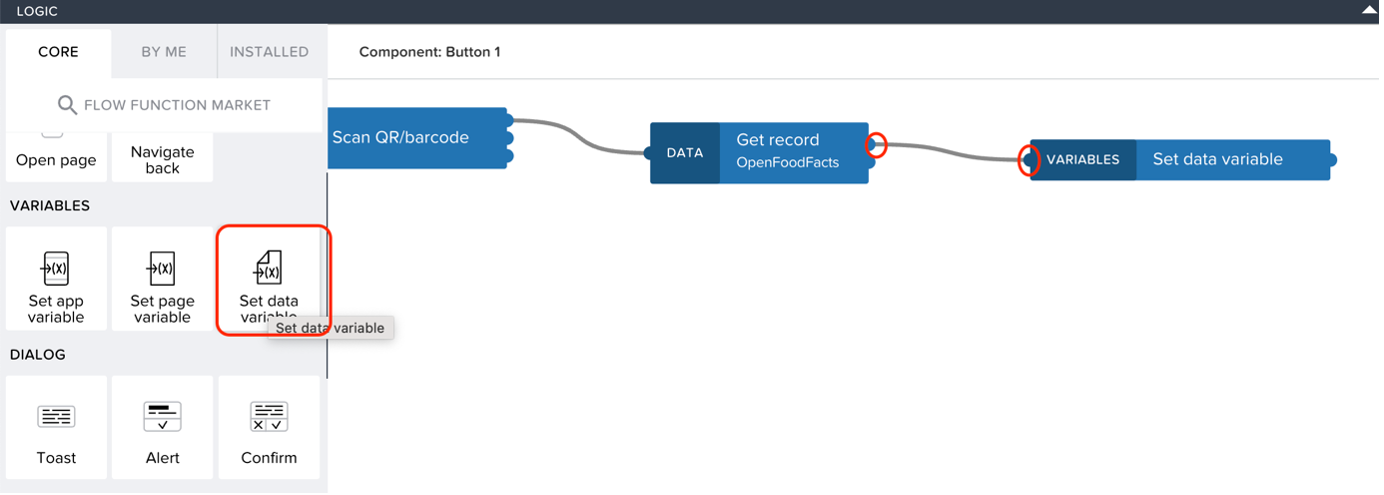 LOGIC
CORE
BY ME
INSTALLED
Component: Button 1
FLOW FUNCTION MARKET
Open page
Navigate
back
VARIABLES
Set app
variable
Set page
variable
Set data
variable
Set data variable
DIALOG
Toast
Alert
Confirm
Scan QR/barcode
DATA
Get record
OpenFoodFacts
VARIABLES
Set data variable